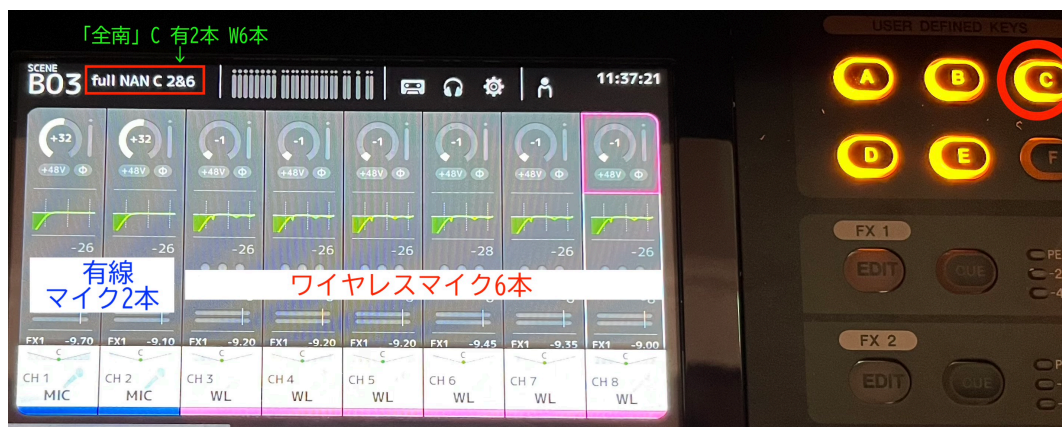 「全南」C 有2本 W6本
↓
SCENE
B03 full NAN C 2&6
11:37:21
USER DEFINED KEYS
A B C
D E F
+32 +32 -1 -1 -1 -1 -1 -1
+48V Φ +48V Φ +48V Φ +48V Φ +48V Φ +48V Φ +48V Φ +48V Φ
-26 -26 -26 -26 -26 -28 -26 -26
有線
マイク2本
ワイヤレスマイク6本
FX1 -9.70 FX1 -9.10 FX1 -9.20 FX1 -9.20 FX1 -9.20 FX1 -9.45 FX1 -9.35 FX1 -9.00
C C C C C C C C
CH 1 CH 2 CH 3 CH 4 CH 5 CH 6 CH 7 CH 8
MIC MIC WL WL WL WL WL WL
FX 1
EDIT CUE
FX 2
EDIT CUE